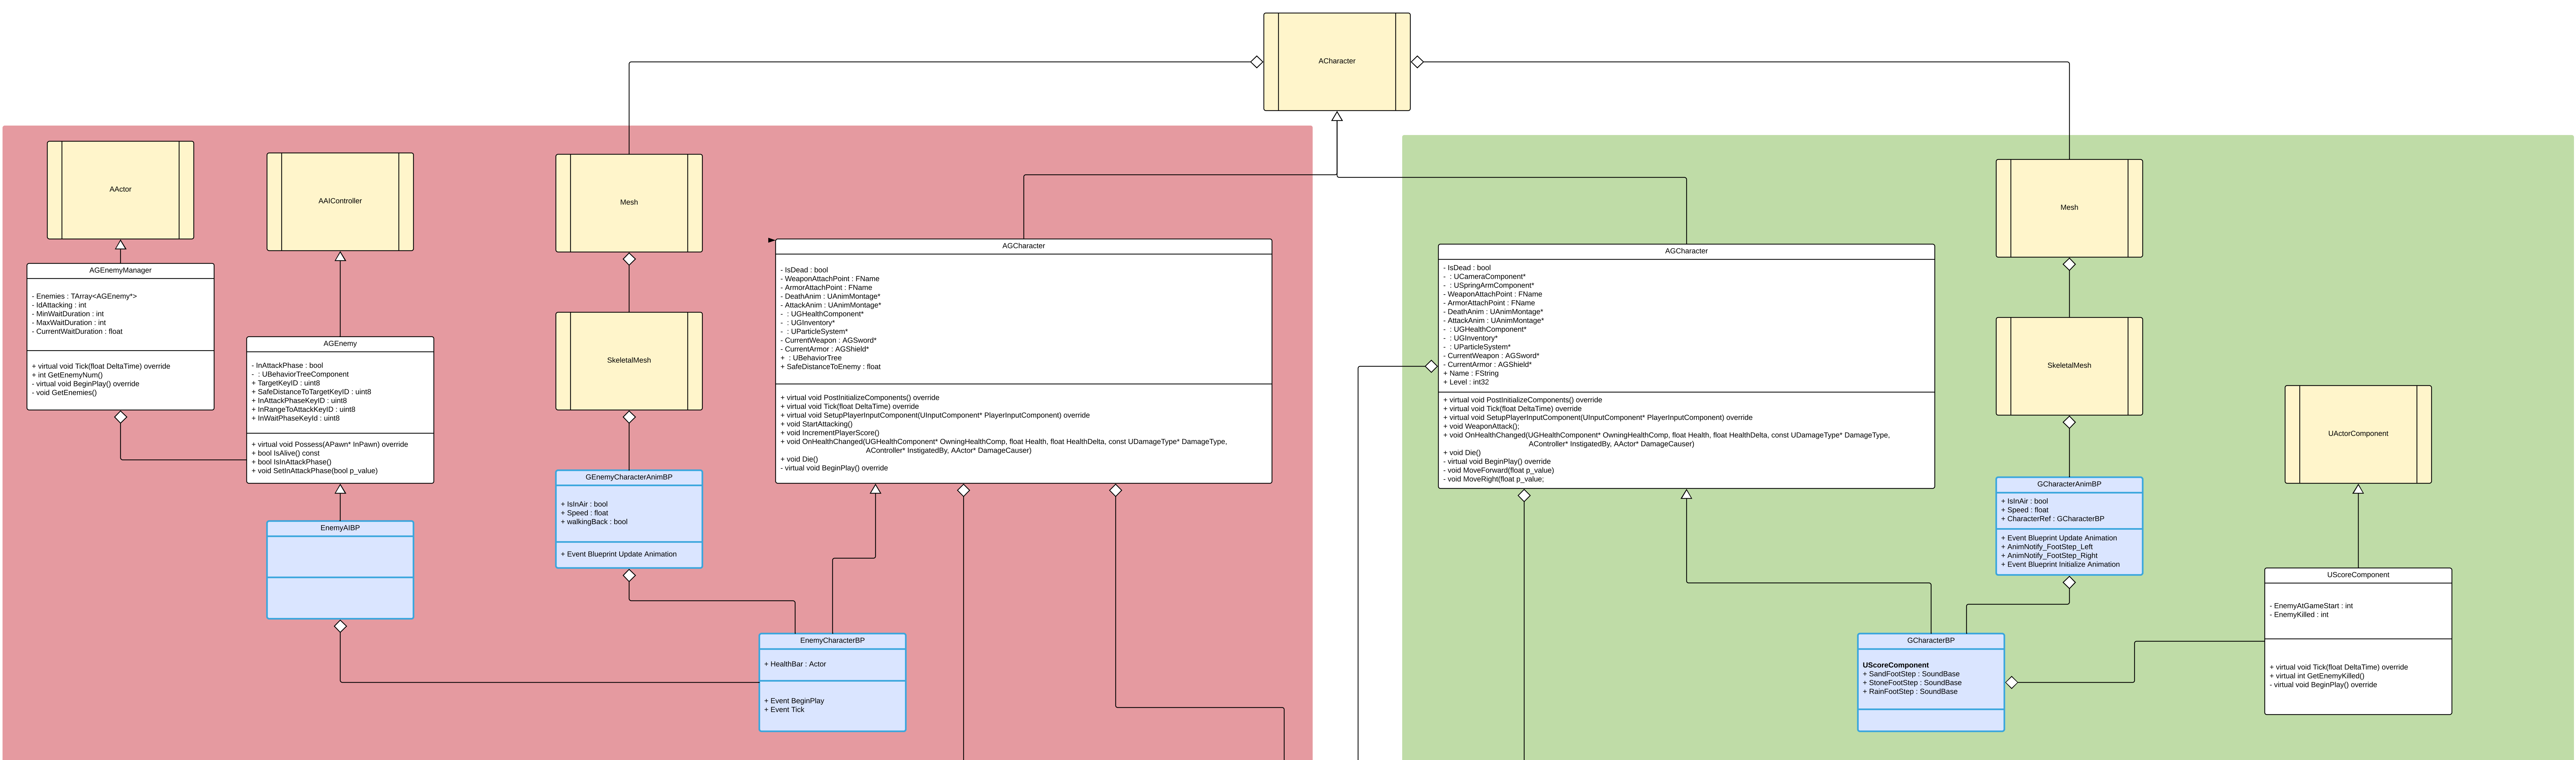 ACharacter
AActor
AGEnemyManager
- Enemies : TArray<AGEnemy*>
- IdAttacking : int
- MinWaitDuration : int
- MaxWaitDuration : int
- CurrentWaitDuration : float
+ virtual void Tick(float DeltaTime) override
+ int GetEnemyNum()
- virtual void BeginPlay() override
- void GetEnemies()
AAIController
AGEnemy
- InAttackPhase : bool
-  : UBehaviorTreeComponent
+ TargetKeyID : uint8
+ SafeDistanceToTargetKeyID : uint8
+ InAttackPhaseKeyID : uint8
+ InRangeToAttackKeyID : uint8
+ InWaitPhaseKeyId : uint8
+ virtual void Possess(APawn* InPawn) override
+ bool IsAlive() const
+ bool IsInAttackPhase()
+ void SetInAttackPhase(bool p_value)
EnemyAIBP
Mesh
SkeletalMesh
GEnemyCharacterAnimBP
+ IsInAir : bool
+ Speed : float
+ walkingBack : bool
+ Event Blueprint Update Animation
AGCharacter
- IsDead : bool
- WeaponAttachPoint : FName
- ArmorAttachPoint : FName
- DeathAnim : UAnimMontage*
- AttackAnim : UAnimMontage*
-  : UGHealthComponent*
-  : UGInventory*
-  : UParticleSystem*
- CurrentWeapon : AGSword*
- CurrentArmor : AGShield*
+  : UBehaviorTree
+ SafeDistanceToEnemy : float
+ virtual void PostInitializeComponents() override
+ virtual void Tick(float DeltaTime) override
+ virtual void SetupPlayerInputComponent(UInputComponent* PlayerInputComponent) override
+ void StartAttacking()
+ void IncrementPlayerScore()
+ void OnHealthChanged(UGHealthComponent* OwningHealthComp, float Health, float HealthDelta, const UDamageType* DamageType,
AController* InstigatedBy, AActor* DamageCauser)
+ void Die()
- virtual void BeginPlay() override
EnemyCharacterBP
+ HealthBar : Actor
+ Event BeginPlay
+ Event Tick
AGCharacter
- IsDead : bool
-  : UCameraComponent*
-  : USpringArmComponent*
- WeaponAttachPoint : FName
- ArmorAttachPoint : FName
- DeathAnim : UAnimMontage*
- AttackAnim : UAnimMontage*
-  : UGHealthComponent*
-  : UGInventory*
-  : UParticleSystem*
- CurrentWeapon : AGSword*
- CurrentArmor : AGShield*
+ Name : FString
+ Level : int32
+ virtual void PostInitializeComponents() override
+ virtual void Tick(float DeltaTime) override
+ virtual void SetupPlayerInputComponent(UInputComponent* PlayerInputComponent) override
+ void WeaponAttack();
+ void OnHealthChanged(UGHealthComponent* OwningHealthComp, float Health, float HealthDelta, const UDamageType* DamageType,
AController* InstigatedBy, AActor* DamageCauser)
+ void Die()
- virtual void BeginPlay() override
- void MoveForward(float p_value)
- void MoveRight(float p_value;
Mesh
SkeletalMesh
GCharacterAnimBP
+ IsInAir : bool
+ Speed : float
+ CharacterRef : GCharacterBP
+ Event Blueprint Update Animation
+ AnimNotify_FootStep_Left
+ AnimNotify_FootStep_Right
+ Event Blueprint Initialize Animation
GCharacterBP
UScoreComponent
+ SandFootStep : SoundBase
+ StoneFootStep : SoundBase
+ RainFootStep : SoundBase
UActorComponent
UScoreComponent
- EnemyAtGameStart : int
- EnemyKilled : int
+ virtual void Tick(float DeltaTime) override
+ virtual int GetEnemyKilled()
- virtual void BeginPlay() override